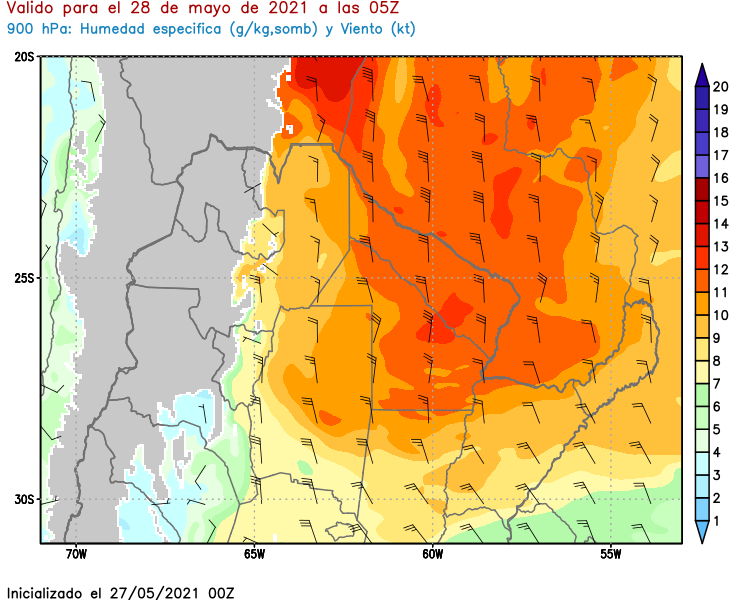 Valido para el 28 de mayo de 2021 a las 05Z
900 hPa: Humedad especifica (g/kg,somb) y Viento (kt)
20S
25S
30S
70W 65W 60W 55W
20
19
18
17
16
15
14
13
12
11
10
9
8
7
6
5
4
3
2
1
Inicializado el 27/05/2021 00Z